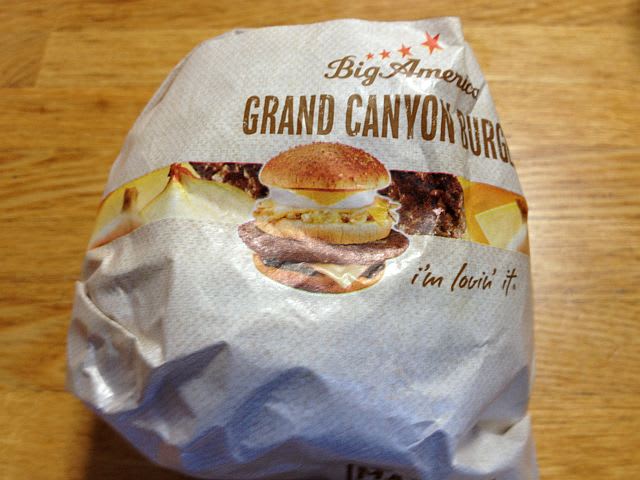 Big America
GRAND CANYON BURG
i'm lovin' it.